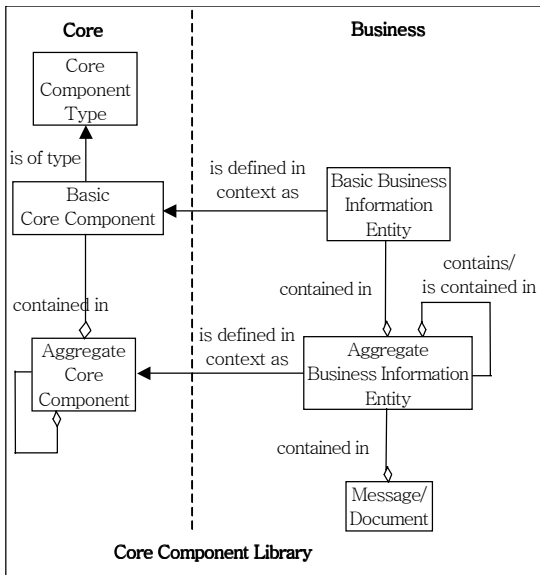 Core
Business
Core
Component
Type
is of type
is defined in
context as
Basic
Core Component
Basic Business
Information
Entity
contains/
is contained in
contained in
contained in
is defined in
context as
Aggregate
Core
Component
Aggregate
Business Information
Entity
contained in
Message/
Document
Core Component Library